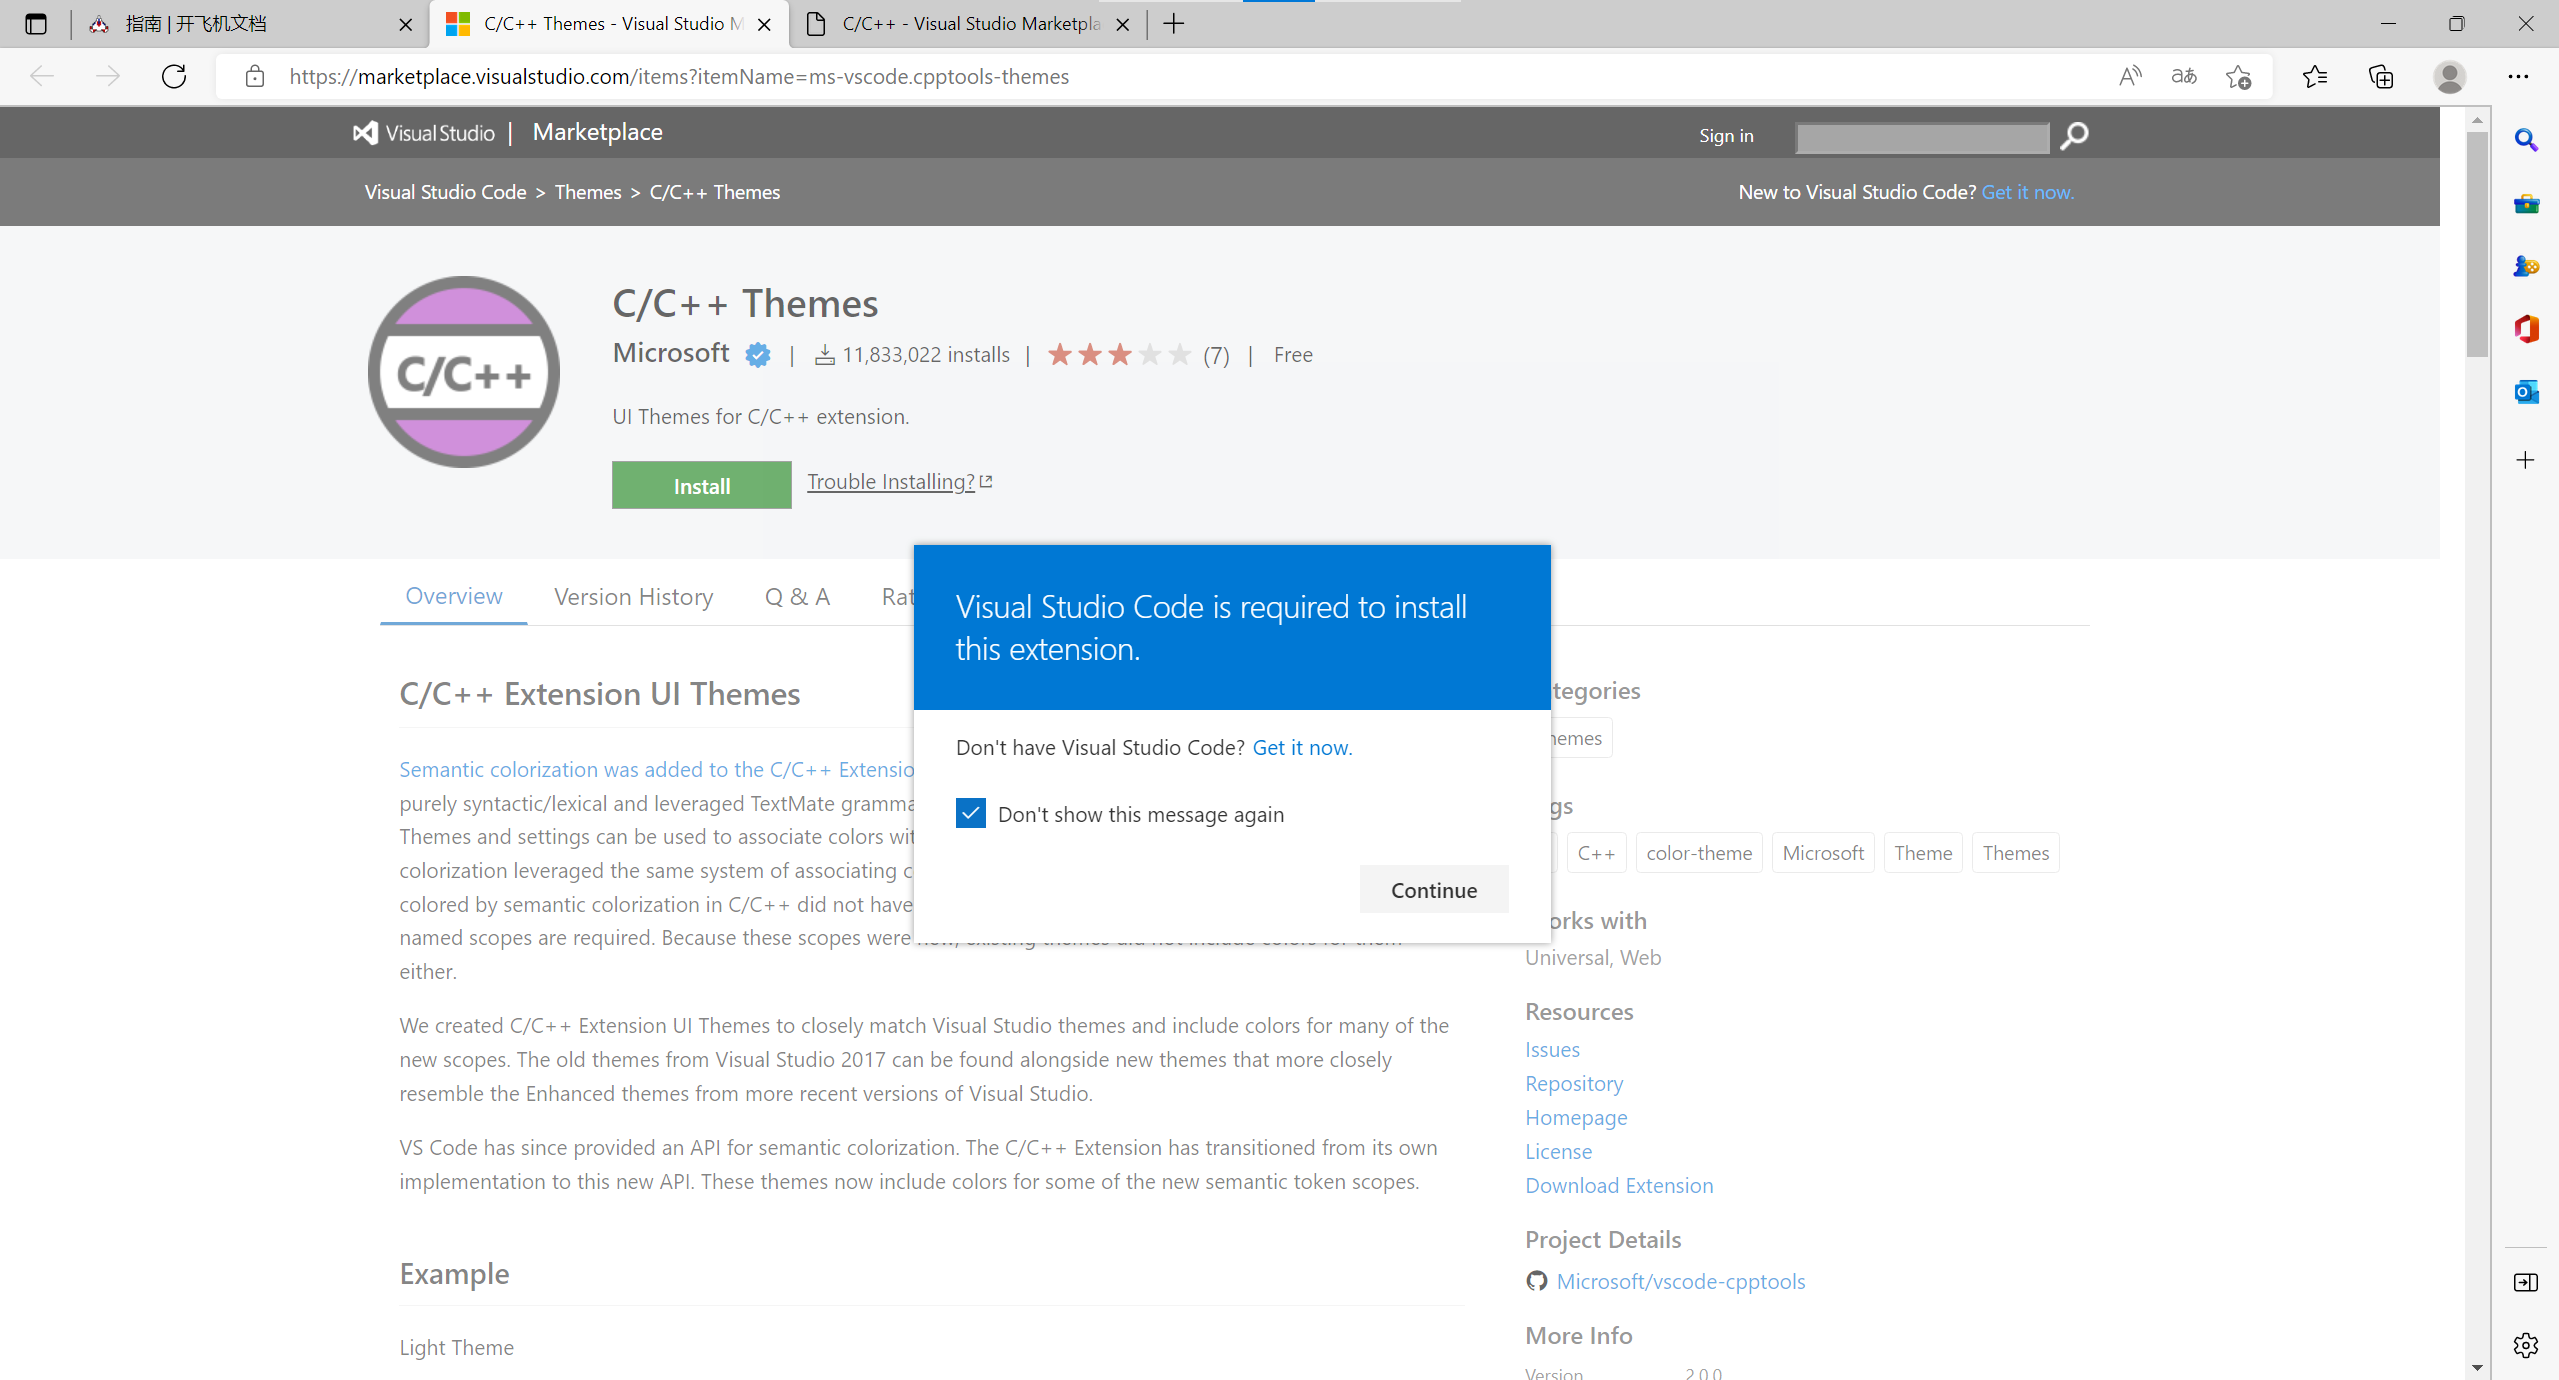 指南 | 开飞机文档
C/C++ Themes - Visual Studio M
C/C++ - Visual Studio Marketpla
https://marketplace.visualstudio.com/items?itemName=ms-vscode.cpptools-themes
Visual Studio | Marketplace
Sign in
Visual Studio Code > Themes > C/C++ Themes
New to Visual Studio Code? Get it now.
C/C++
C/C++ Themes
Microsoft | 11,833,022 installs | (7) | Free
UI Themes for C/C++ extension.
Install
Trouble Installing?
Overview
Version History
Q & A
Rat
Visual Studio Code is required to install
this extension.
Don't have Visual Studio Code? Get it now.
Don't show this message again
Continue
C/C++ Extension UI Themes
Semantic colorization was added to the C/C++ Extensio
purely syntactic/lexical and leveraged TextMate gramma
Themes and settings can be used to associate colors wit
colorization leveraged the same system of associating c
colored by semantic colorization in C/C++ did not have
named scopes are required. Because these scopes were new, existing themes did not include colors for them
either.
We created C/C++ Extension UI Themes to closely match Visual Studio themes and include colors for many of the
new scopes. The old themes from Visual Studio 2017 can be found alongside new themes that more closely
resemble the Enhanced themes from more recent versions of Visual Studio.
VS Code has since provided an API for semantic colorization. The C/C++ Extension has transitioned from its own
implementation to this new API. These themes now include colors for some of the new semantic token scopes.
Example
Light Theme
tegories
hemes
gs
C++
color-theme
Microsoft
Theme
Themes
orks with
Universal, Web
Resources
Issues
Repository
Homepage
License
Download Extension
Project Details
Microsoft/vscode-cpptools
More Info
Version 2.0.0